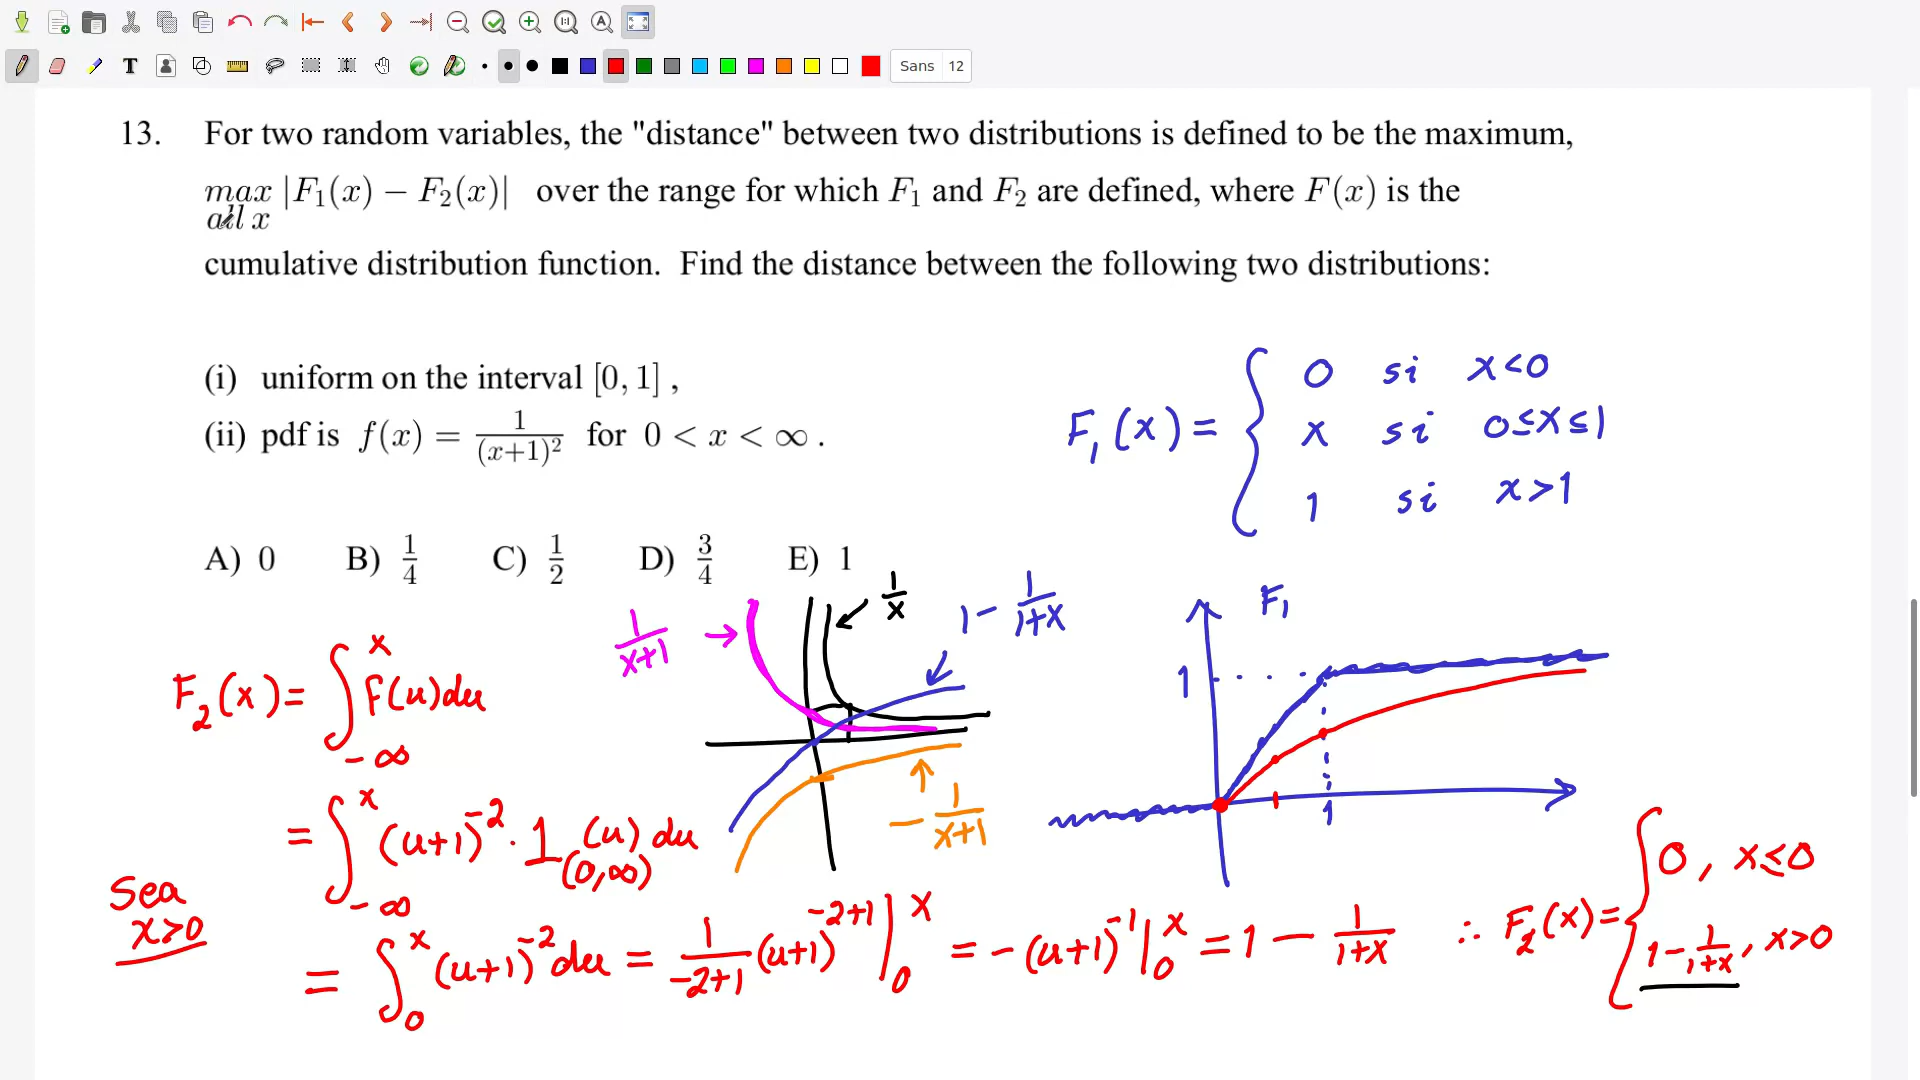 Sans 12
13. For two random variables, the "distance" between two distributions is defined to be the maximum,
max |F₁(x) − F₂(x)| over the range for which F₁ and F₂ are defined, where F(x) is the
all x
cumulative distribution function. Find the distance between the following two distributions:
(i) uniform on the interval [0, 1] ,
(ii) pdf is f(x) = 1/(x+1)² for 0 < x < ∞ .
F₁(x) = { 0 si x<0
x si 0≤x≤1
1 si x>1
A) 0 B) 1/4 C) 1/2 D) 3/4 E) 1
1/(x+1) →
1/x
1 − 1/(1+x)
− 1/(x+1)
F₁
1
1
F₂(x) = ∫_{-∞}^{x} f(u)du
= ∫_{-∞}^{x} (u+1)^{-2} · 1_{(0,∞)}(u) du
Sea
x>0
= ∫_{0}^{x} (u+1)^{-2} du = 1/(-2+1) (u+1)^{-2+1} |_{0}^{x} = −(u+1)^{-1} |_{0}^{x} = 1 − 1/(1+x) ∴ F₂(x) = { 0, x≤0
1 − 1/(1+x), x>0